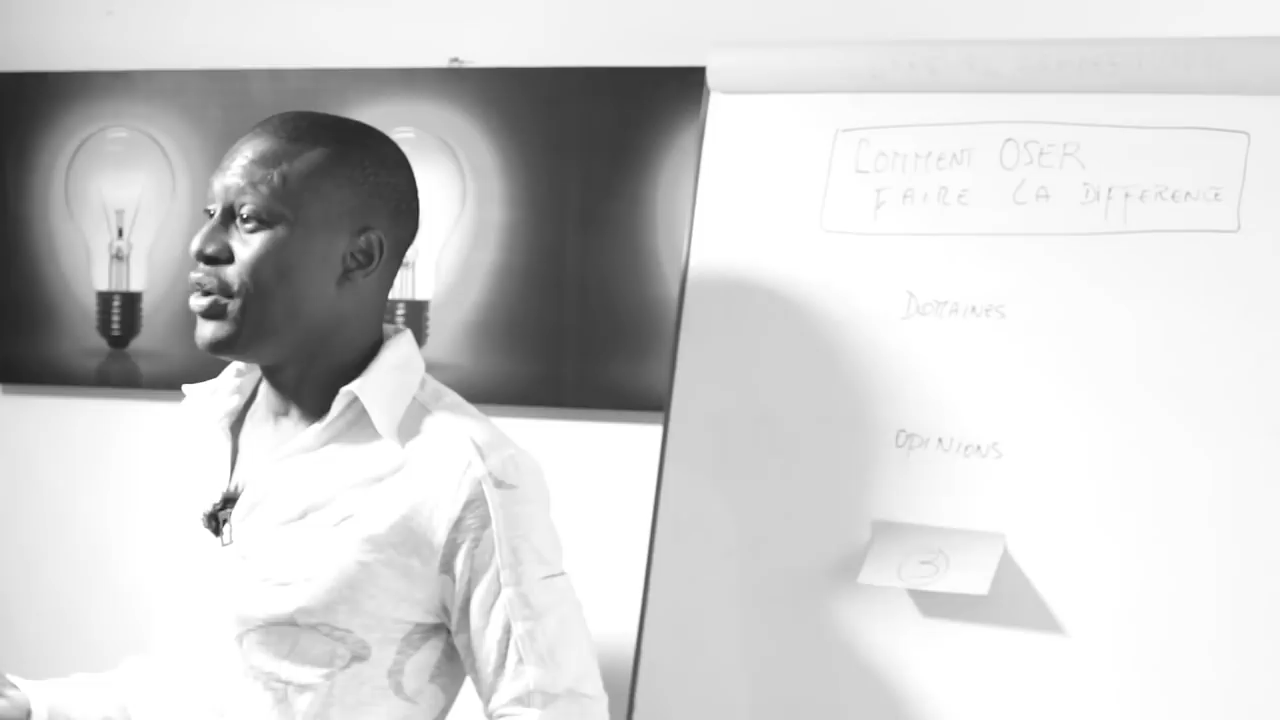 COMMENT OSER
FAIRE LA DIFFERENCE
DOMAINES
OPINIONS
3